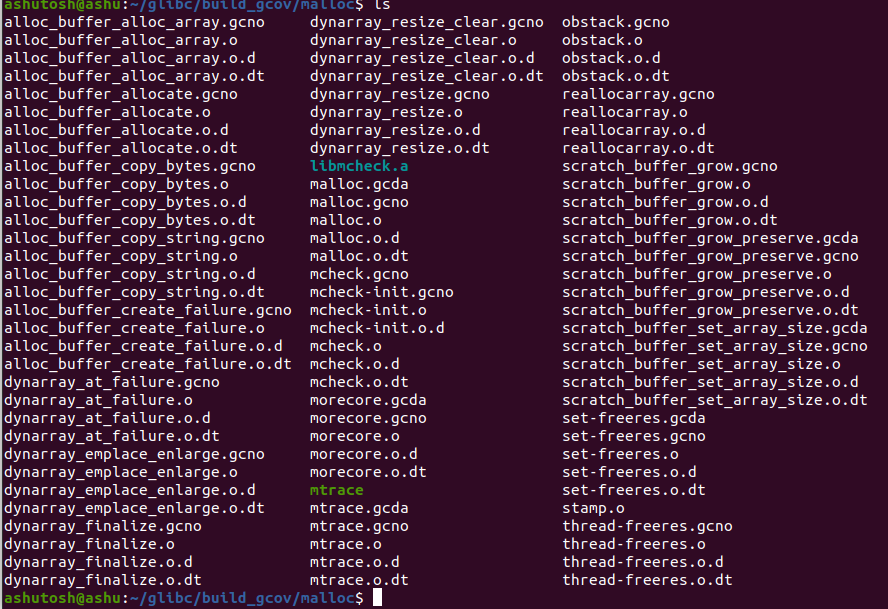 ashutosh@ashu:~/glibc/build_gcov/malloc$ ls
alloc_buffer_alloc_array.gcno dynarray_resize_clear.gcno obstack.gcno
alloc_buffer_alloc_array.o dynarray_resize_clear.o obstack.o
alloc_buffer_alloc_array.o.d dynarray_resize_clear.o.d obstack.o.d
alloc_buffer_alloc_array.o.dt dynarray_resize_clear.o.dt obstack.o.dt
alloc_buffer_allocate.gcno dynarray_resize.gcno reallocarray.gcno
alloc_buffer_allocate.o dynarray_resize.o reallocarray.o
alloc_buffer_allocate.o.d dynarray_resize.o.d reallocarray.o.d
alloc_buffer_allocate.o.dt dynarray_resize.o.dt reallocarray.o.dt
alloc_buffer_copy_bytes.gcno libmcheck.a scratch_buffer_grow.gcno
alloc_buffer_copy_bytes.o malloc.gcda scratch_buffer_grow.o
alloc_buffer_copy_bytes.o.d malloc.gcno scratch_buffer_grow.o.d
alloc_buffer_copy_bytes.o.dt malloc.o scratch_buffer_grow.o.dt
alloc_buffer_copy_string.gcno malloc.o.d scratch_buffer_grow_preserve.gcda
alloc_buffer_copy_string.o malloc.o.dt scratch_buffer_grow_preserve.gcno
alloc_buffer_copy_string.o.d mcheck.gcno scratch_buffer_grow_preserve.o
alloc_buffer_copy_string.o.dt mcheck-init.gcno scratch_buffer_grow_preserve.o.d
alloc_buffer_create_failure.gcno mcheck-init.o scratch_buffer_grow_preserve.o.dt
alloc_buffer_create_failure.o mcheck-init.o.d scratch_buffer_set_array_size.gcda
alloc_buffer_create_failure.o.d mcheck.o scratch_buffer_set_array_size.gcno
alloc_buffer_create_failure.o.dt mcheck.o.d scratch_buffer_set_array_size.o
dynarray_at_failure.gcno mcheck.o.dt scratch_buffer_set_array_size.o.d
dynarray_at_failure.o morecore.gcda scratch_buffer_set_array_size.o.dt
dynarray_at_failure.o.d morecore.gcno set-freeres.gcda
dynarray_at_failure.o.dt morecore.o set-freeres.gcno
dynarray_emplace_enlarge.gcno morecore.o.d set-freeres.o
dynarray_emplace_enlarge.o morecore.o.dt set-freeres.o.d
dynarray_emplace_enlarge.o.d mtrace set-freeres.o.dt
dynarray_emplace_enlarge.o.dt mtrace.gcda stamp.o
dynarray_finalize.gcno mtrace.gcno thread-freeres.gcno
dynarray_finalize.o mtrace.o thread-freeres.o
dynarray_finalize.o.d mtrace.o.d thread-freeres.o.d
dynarray_finalize.o.dt mtrace.o.dt thread-freeres.o.dt
ashutosh@ashu:~/glibc/build_gcov/malloc$